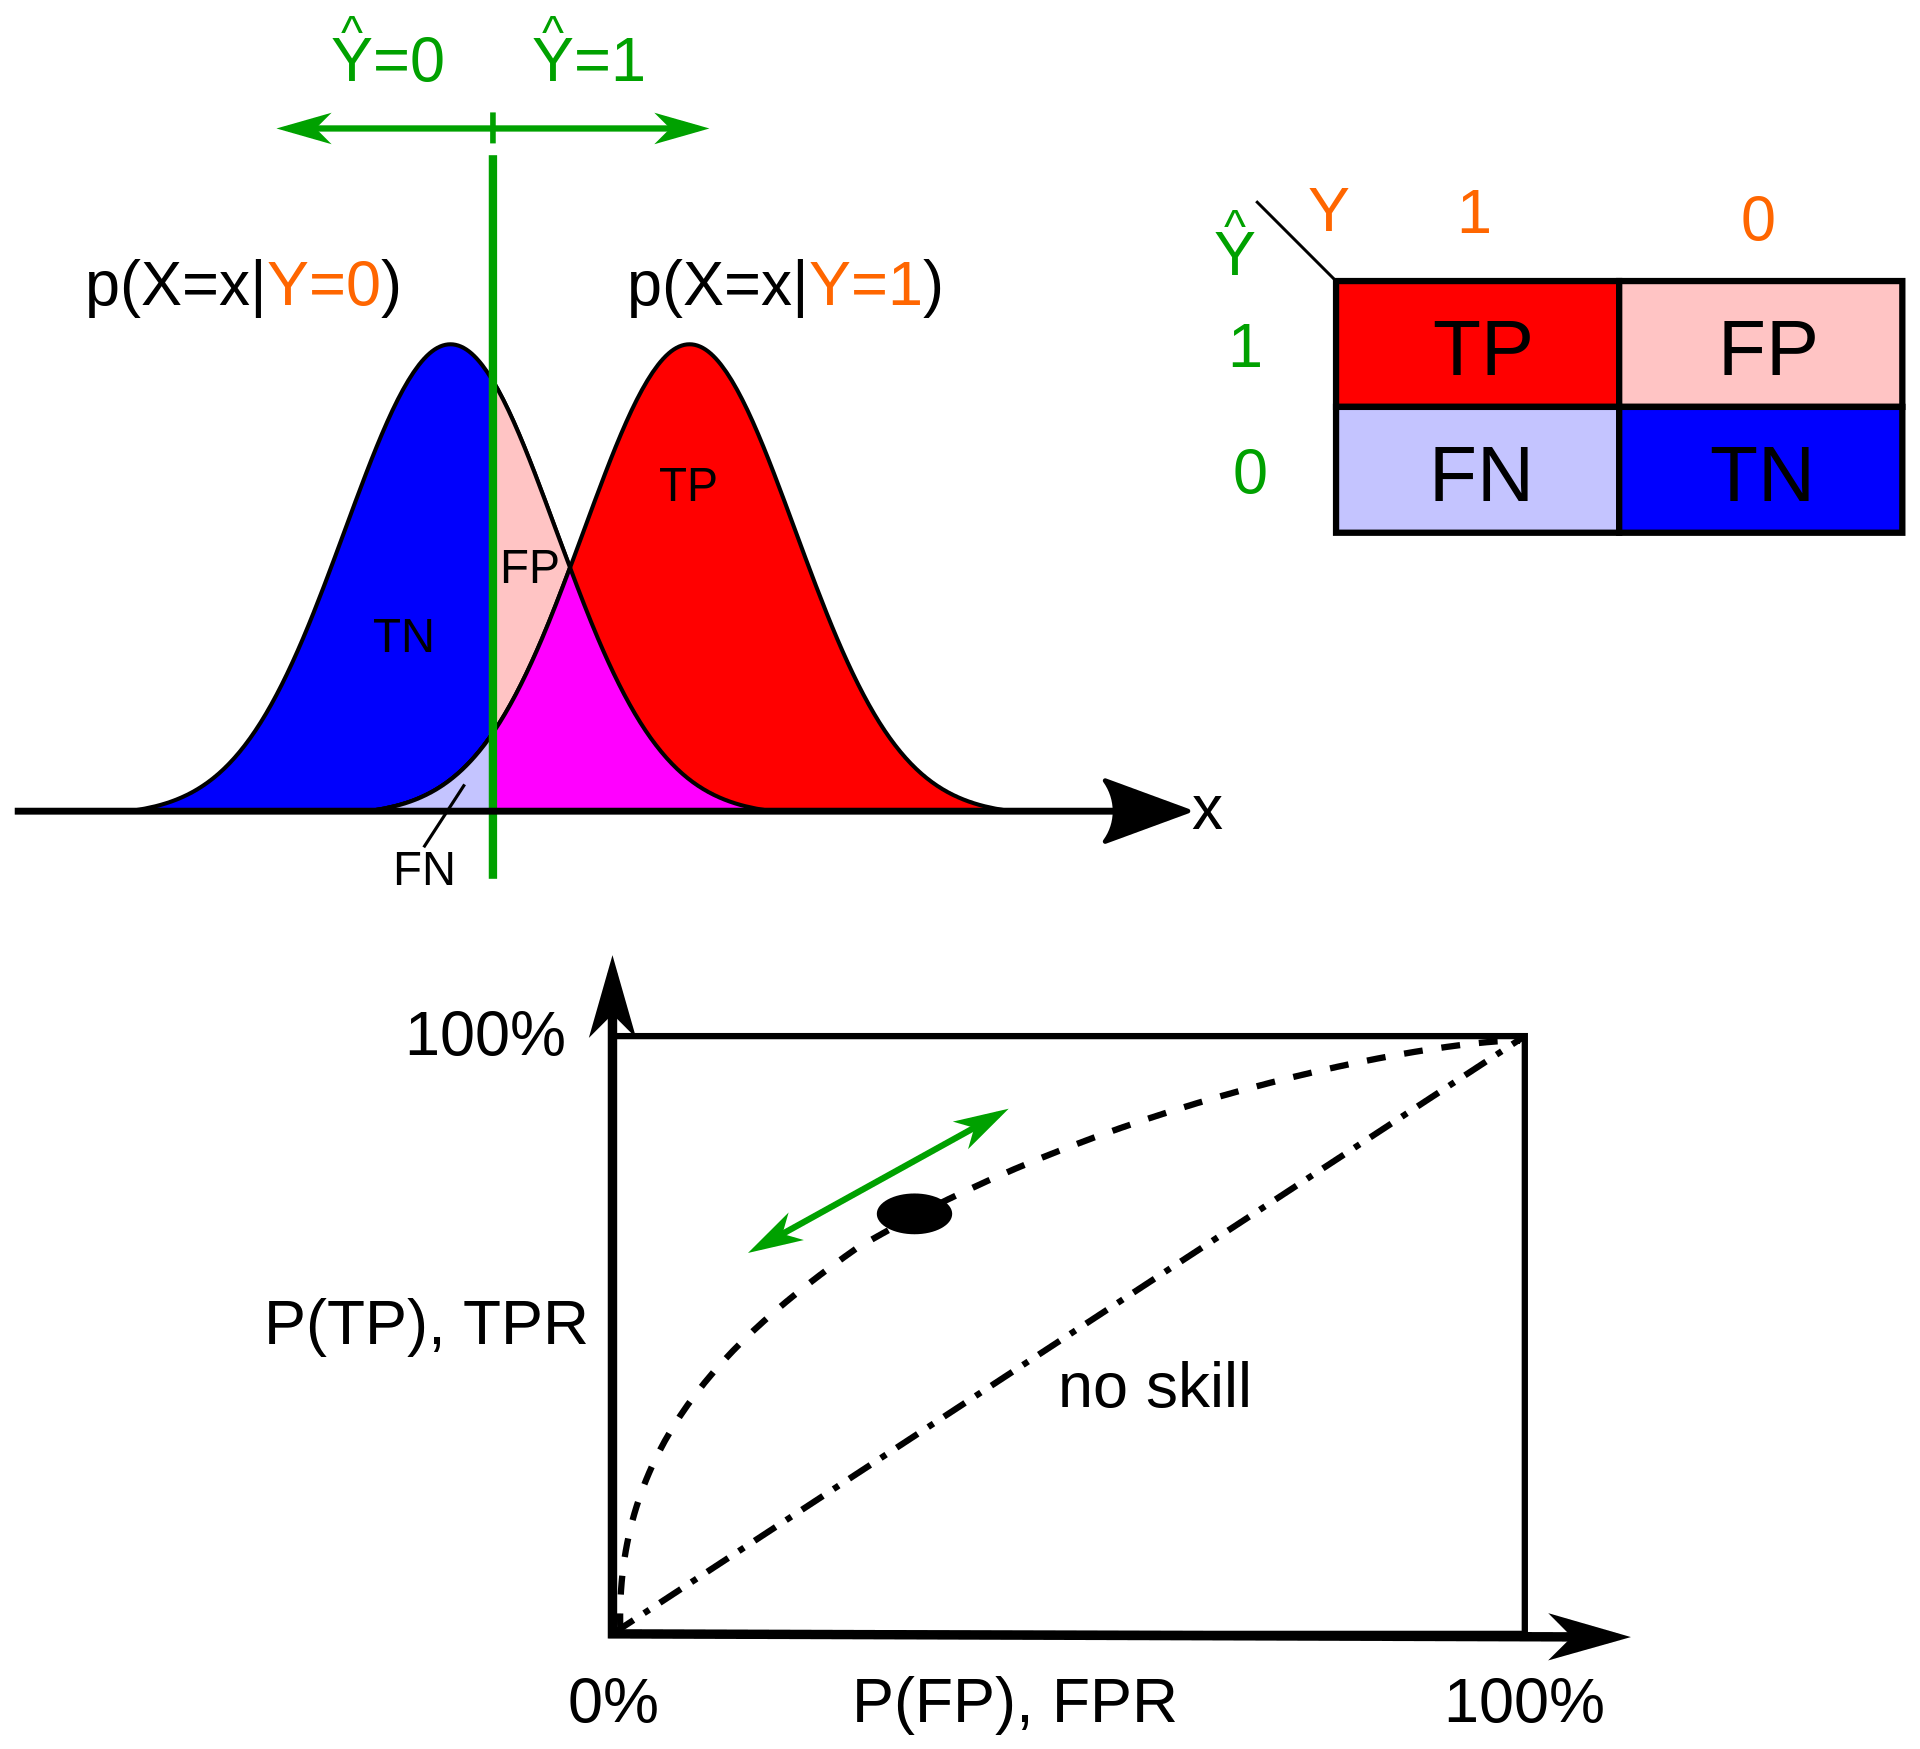 Ŷ=0 Ŷ=1
p(X=x|Y=0) p(X=x|Y=1)
TP
FP
TN
FN
x
Y 1 0
Ŷ
1 TP FP
0 FN TN
100%
P(TP), TPR
no skill
0% P(FP), FPR 100%